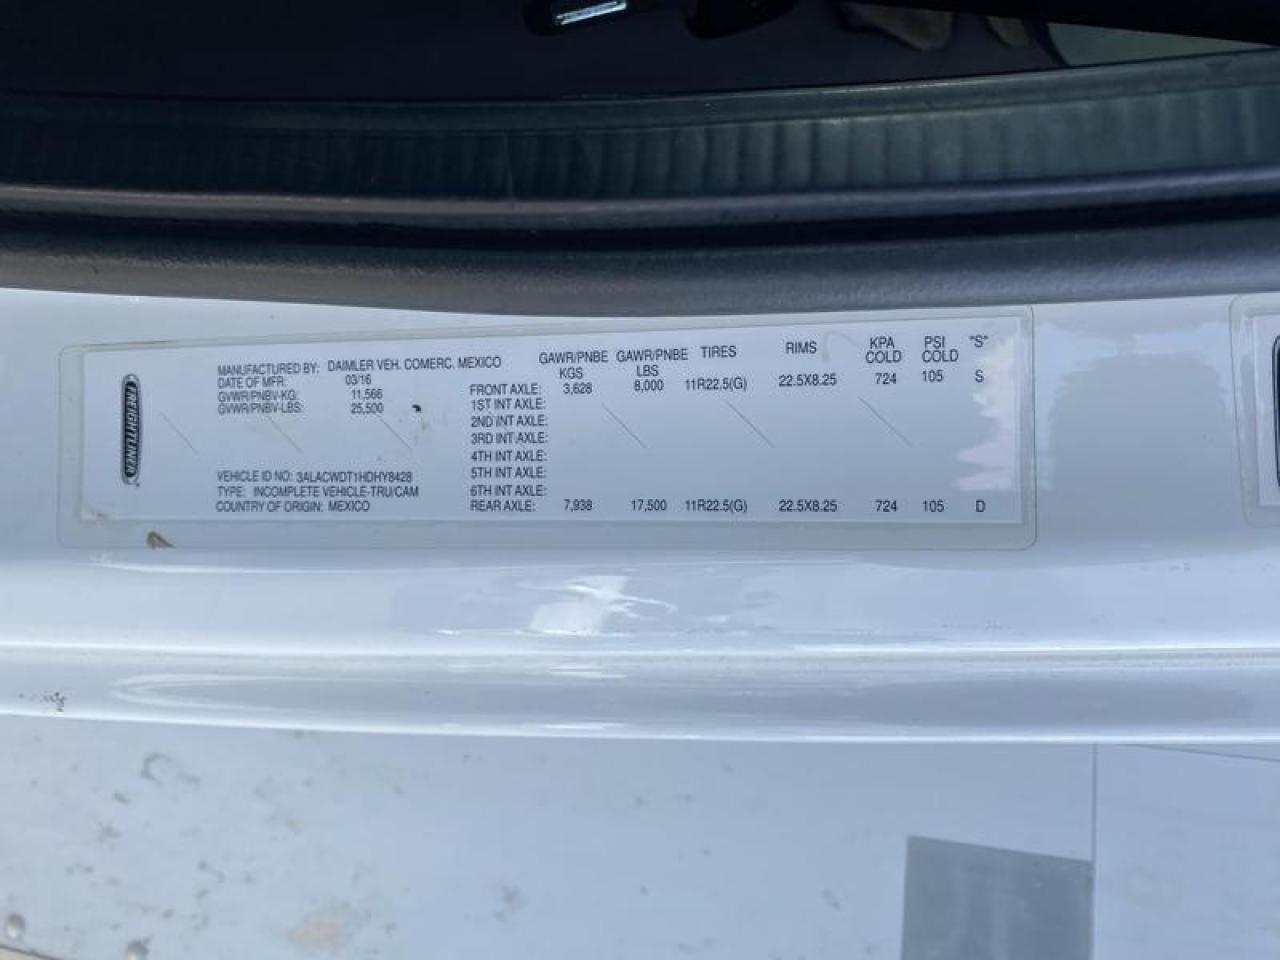 FREIGHTLINER
MANUFACTURED BY: DAIMLER VEH. COMERC. MEXICO
DATE OF MFR: 03/16
GVWR/PNBV-KG: 11,566
GVWR/PNBV-LBS: 25,500
VEHICLE ID NO: 3ALACWDT1HDHY8428
TYPE: INCOMPLETE VEHICLE-TRU/CAM
COUNTRY OF ORIGIN: MEXICO
GAWR/PNBE KGS GAWR/PNBE LBS TIRES RIMS KPA COLD PSI COLD "S"
FRONT AXLE: 3,628 8,000 11R22.5(G) 22.5X8.25 724 105 S
1ST INT AXLE:
2ND INT AXLE:
3RD INT AXLE:
4TH INT AXLE:
5TH INT AXLE:
6TH INT AXLE:
REAR AXLE: 7,938 17,500 11R22.5(G) 22.5X8.25 724 105 D